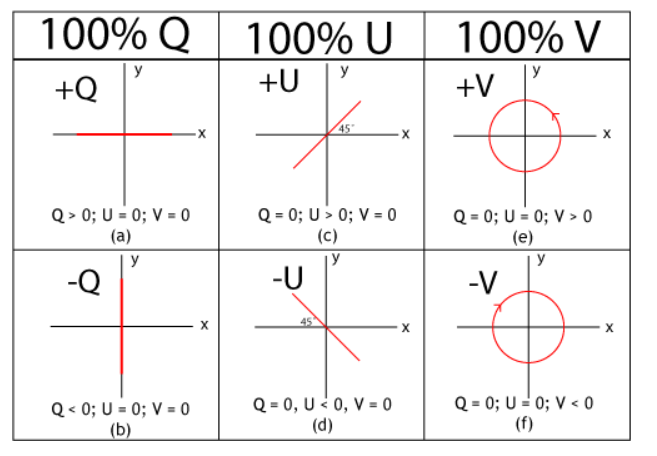 100% Q
100% U
100% V
+Q
y
x
Q > 0; U = 0; V = 0
(a)
+U
y
45°
x
Q = 0; U > 0; V = 0
(c)
+V
y
x
Q = 0; U = 0; V > 0
(e)
-Q
y
x
Q < 0; U = 0; V = 0
(b)
-U
y
45°
x
Q = 0, U < 0, V = 0
(d)
-V
y
x
Q = 0; U = 0; V < 0
(f)